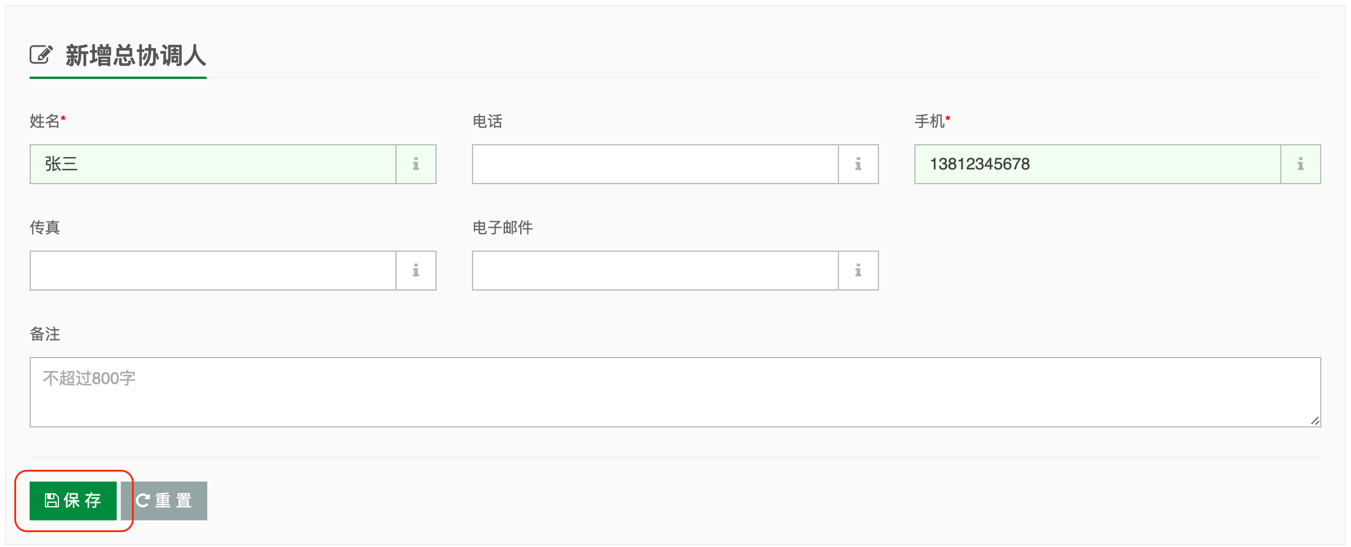 新增总协调人
姓名*
电话
手机*
张三
13812345678
传真
电子邮件
备注
不超过800字
保 存
重 置